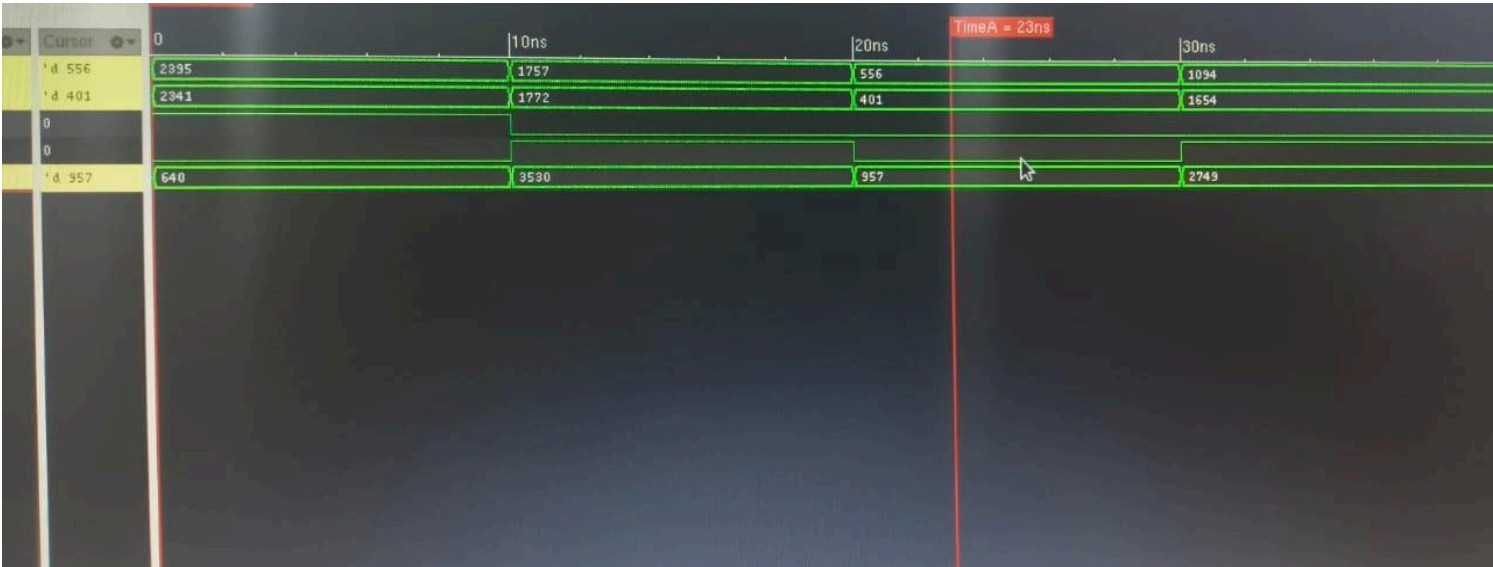 TimeA = 23ns
Cursor 0 10ns 20ns 30ns
'd 556 2395 1757 556 1094
'd 401 2341 1772 401 1654
0
0
'd 957 640 3530 957 2749